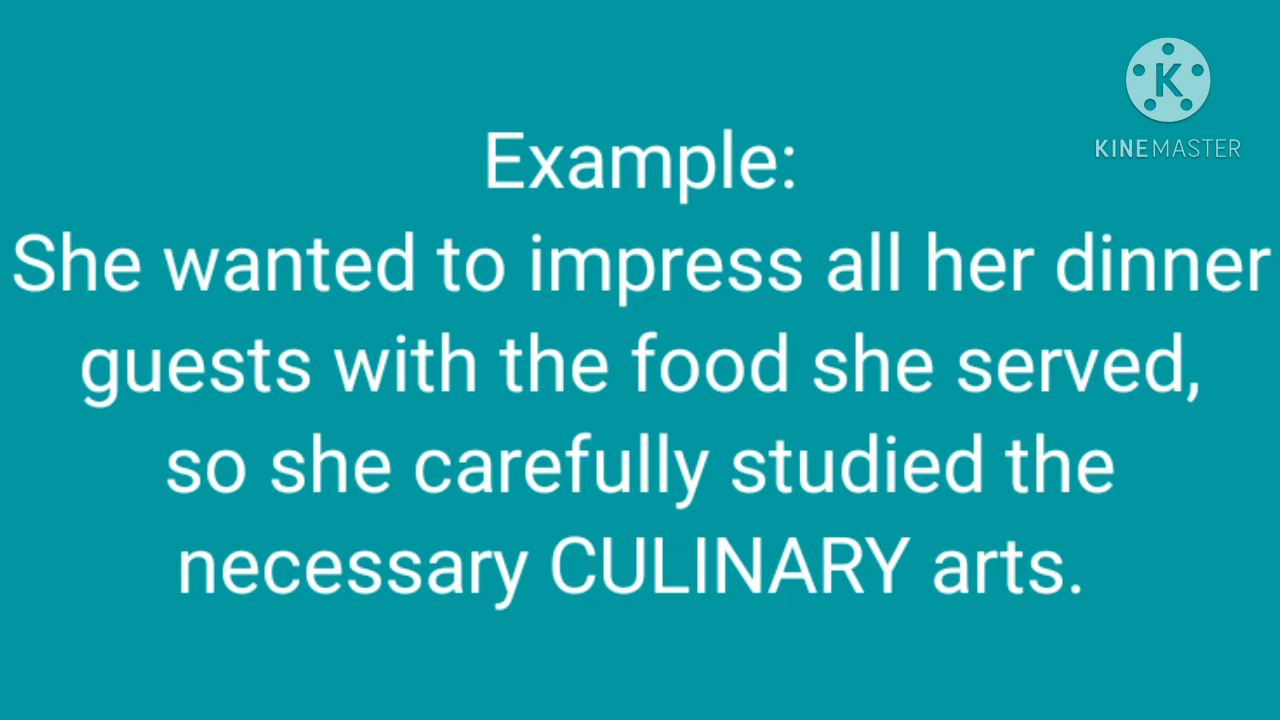 K
KINEMASTER
Example:
She wanted to impress all her dinner
guests with the food she served,
so she carefully studied the
necessary CULINARY arts.